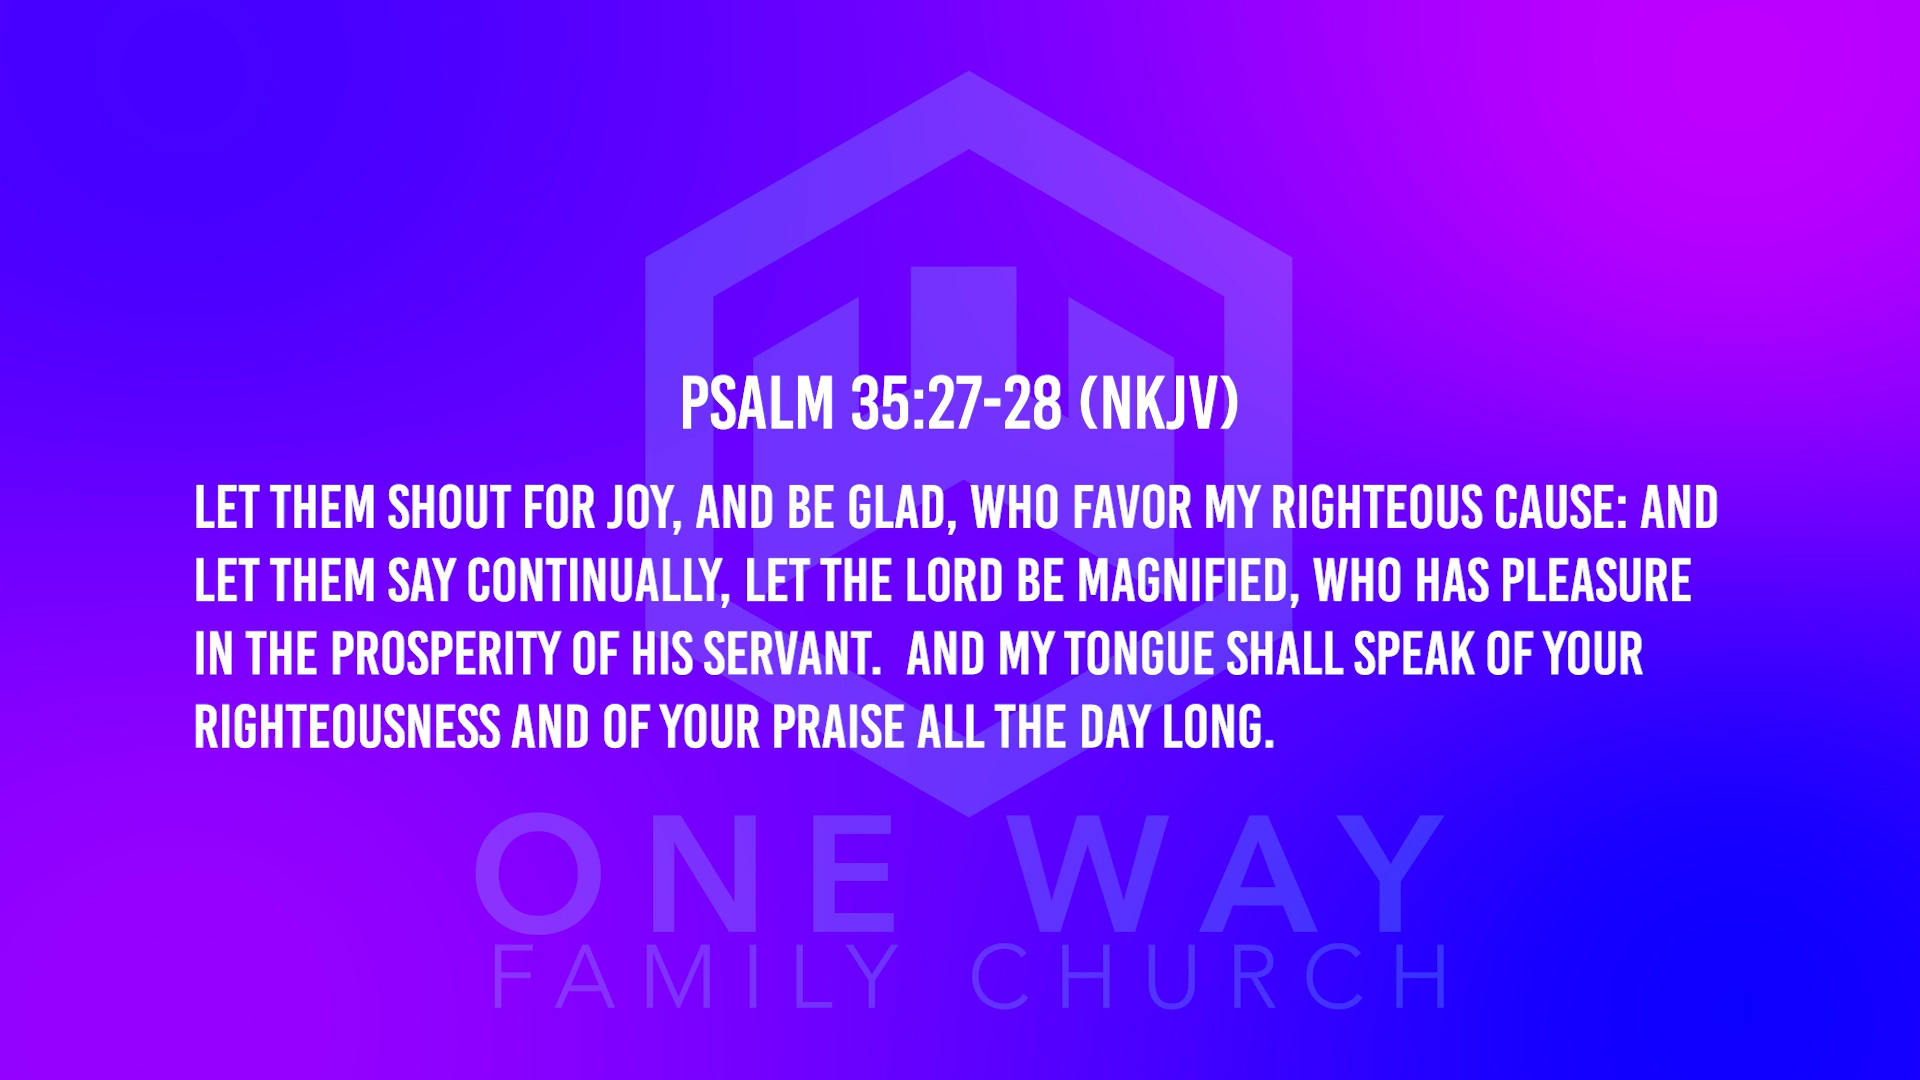 PSALM 35:27-28 (NKJV)
LET THEM SHOUT FOR JOY, AND BE GLAD, WHO FAVOR MY RIGHTEOUS CAUSE: AND
LET THEM SAY CONTINUALLY, LET THE LORD BE MAGNIFIED, WHO HAS PLEASURE
IN THE PROSPERITY OF HIS SERVANT.  AND MY TONGUE SHALL SPEAK OF YOUR
RIGHTEOUSNESS AND OF YOUR PRAISE ALL THE DAY LONG.
ONE WAY
FAMILY CHURCH